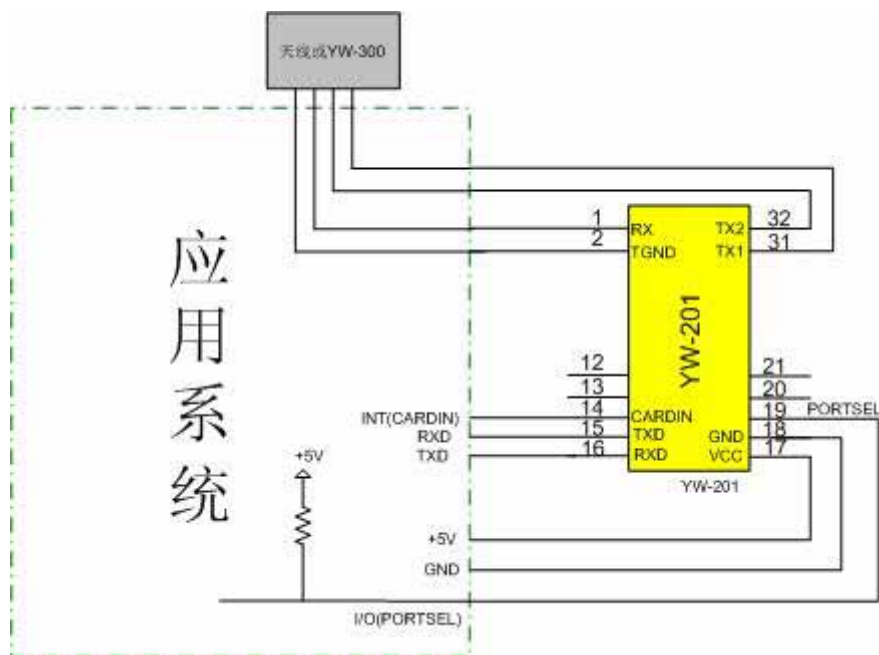 天线或YW-300
应用系统
1
RX
TX2
32
2
TGND
TX1
31
YW-201
12
21
13
20
INT(CARDIN)
14
CARDIN
19
PORTSEL
RXD
15
TXD
GND
18
TXD
16
RXD
VCC
17
YW-201
+5V
+5V
GND
I/O(PORTSEL)